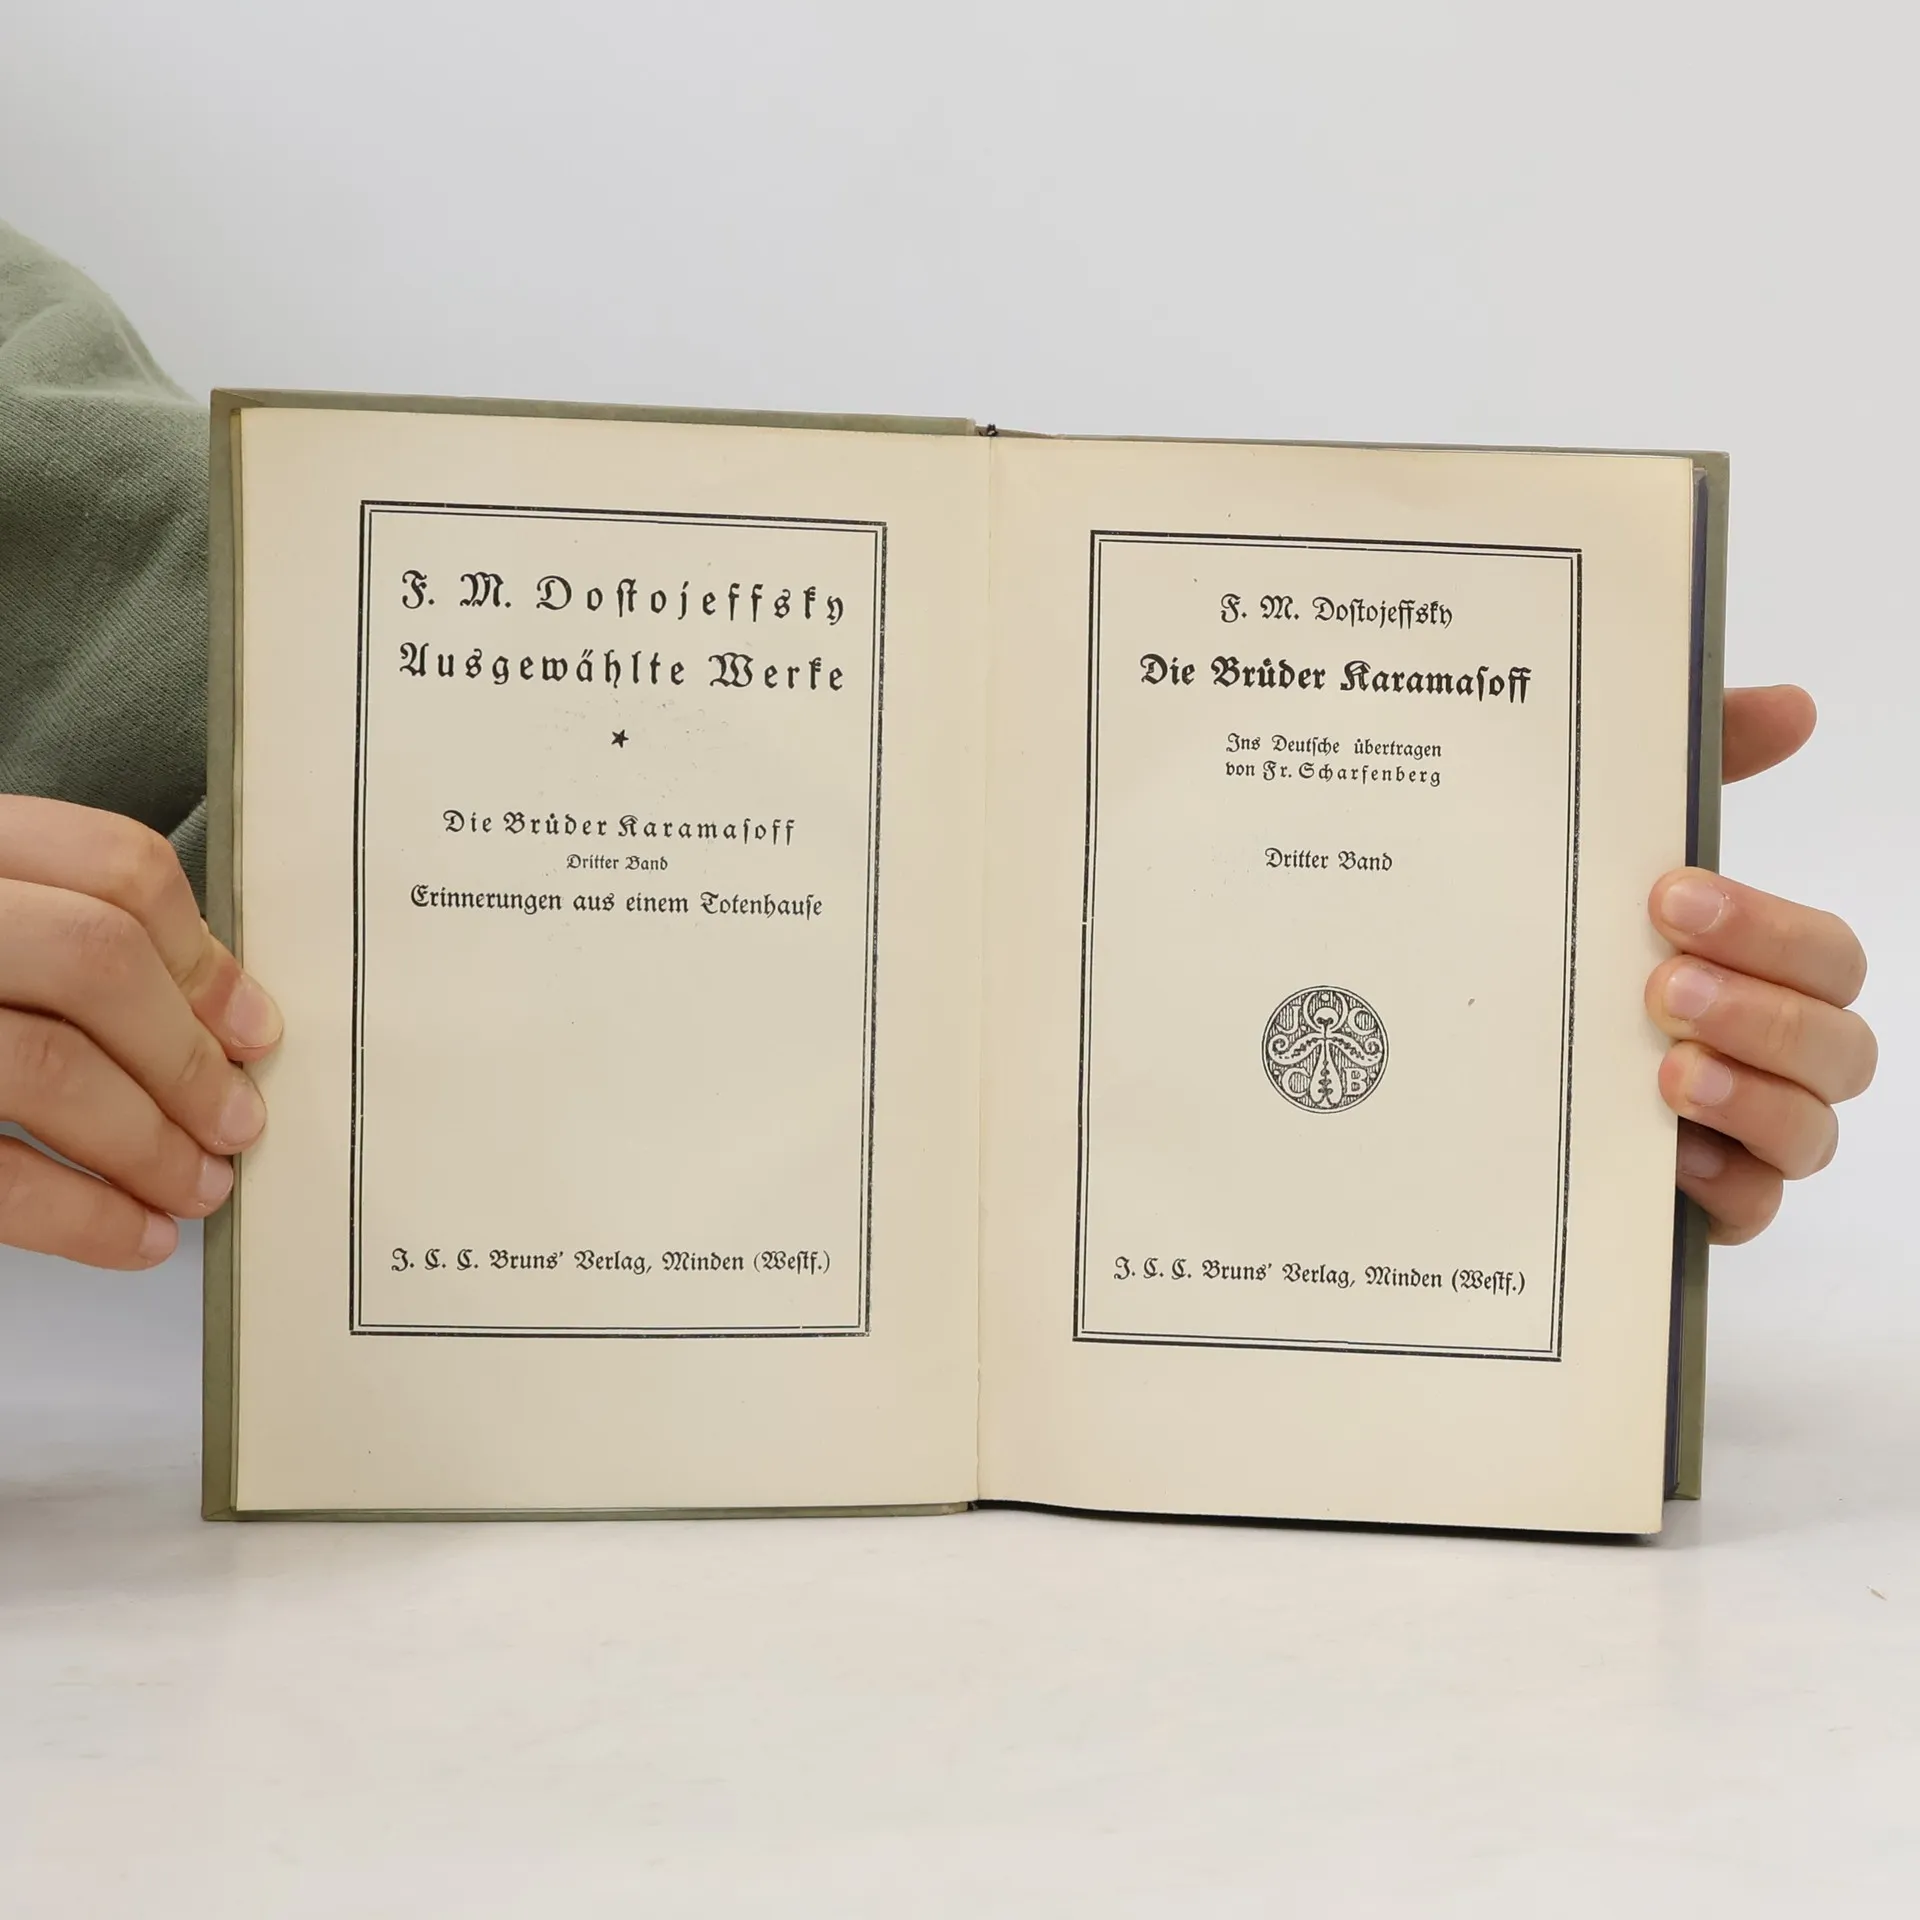 F. M. Doſtojeffsky
Ausgewählte Werke
★
Die Brüder Karamaſoff
Dritter Band
Erinnerungen aus einem Totenhauſe
J. C. C. Bruns' Verlag, Minden (Weſtf.)
F. M. Doſtojeffsky
Die Brüder Karamaſoff
Ins Deutſche übertragen
von Fr. Scharfenberg
Dritter Band
J C
C B
J. C. C. Bruns' Verlag, Minden (Weſtf.)